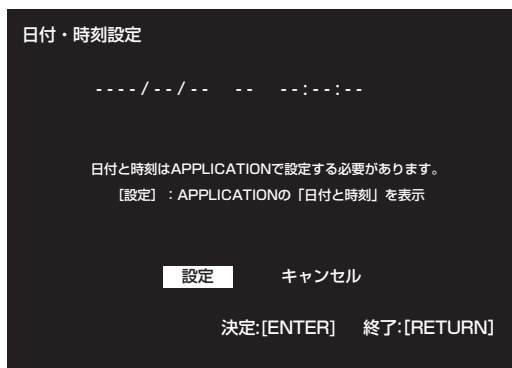 日付・時刻設定
----/--/-- -- --:--:--
日付と時刻はAPPLICATIONで設定する必要があります。
［設定］：APPLICATIONの「日付と時刻」を表示
設定 キャンセル
決定:[ENTER] 終了:[RETURN]